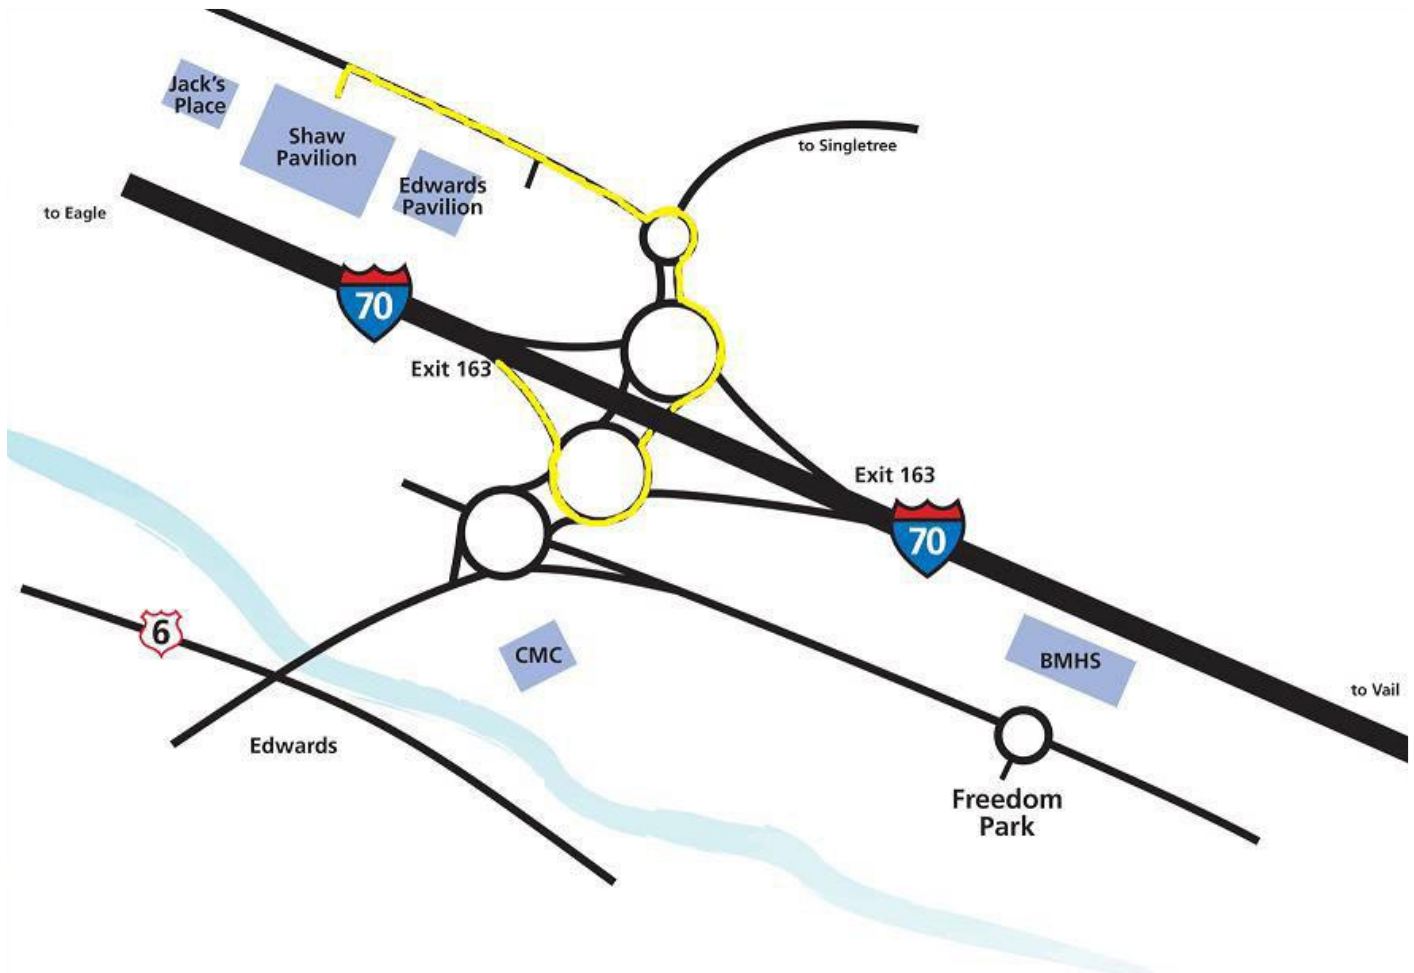 Jack's
Place
Shaw
Pavilion
Edwards
Pavilion
to Singletree
to Eagle
70
Exit 163
Exit 163
70
6
CMC
BMHS
to Vail
Edwards
Freedom
Park